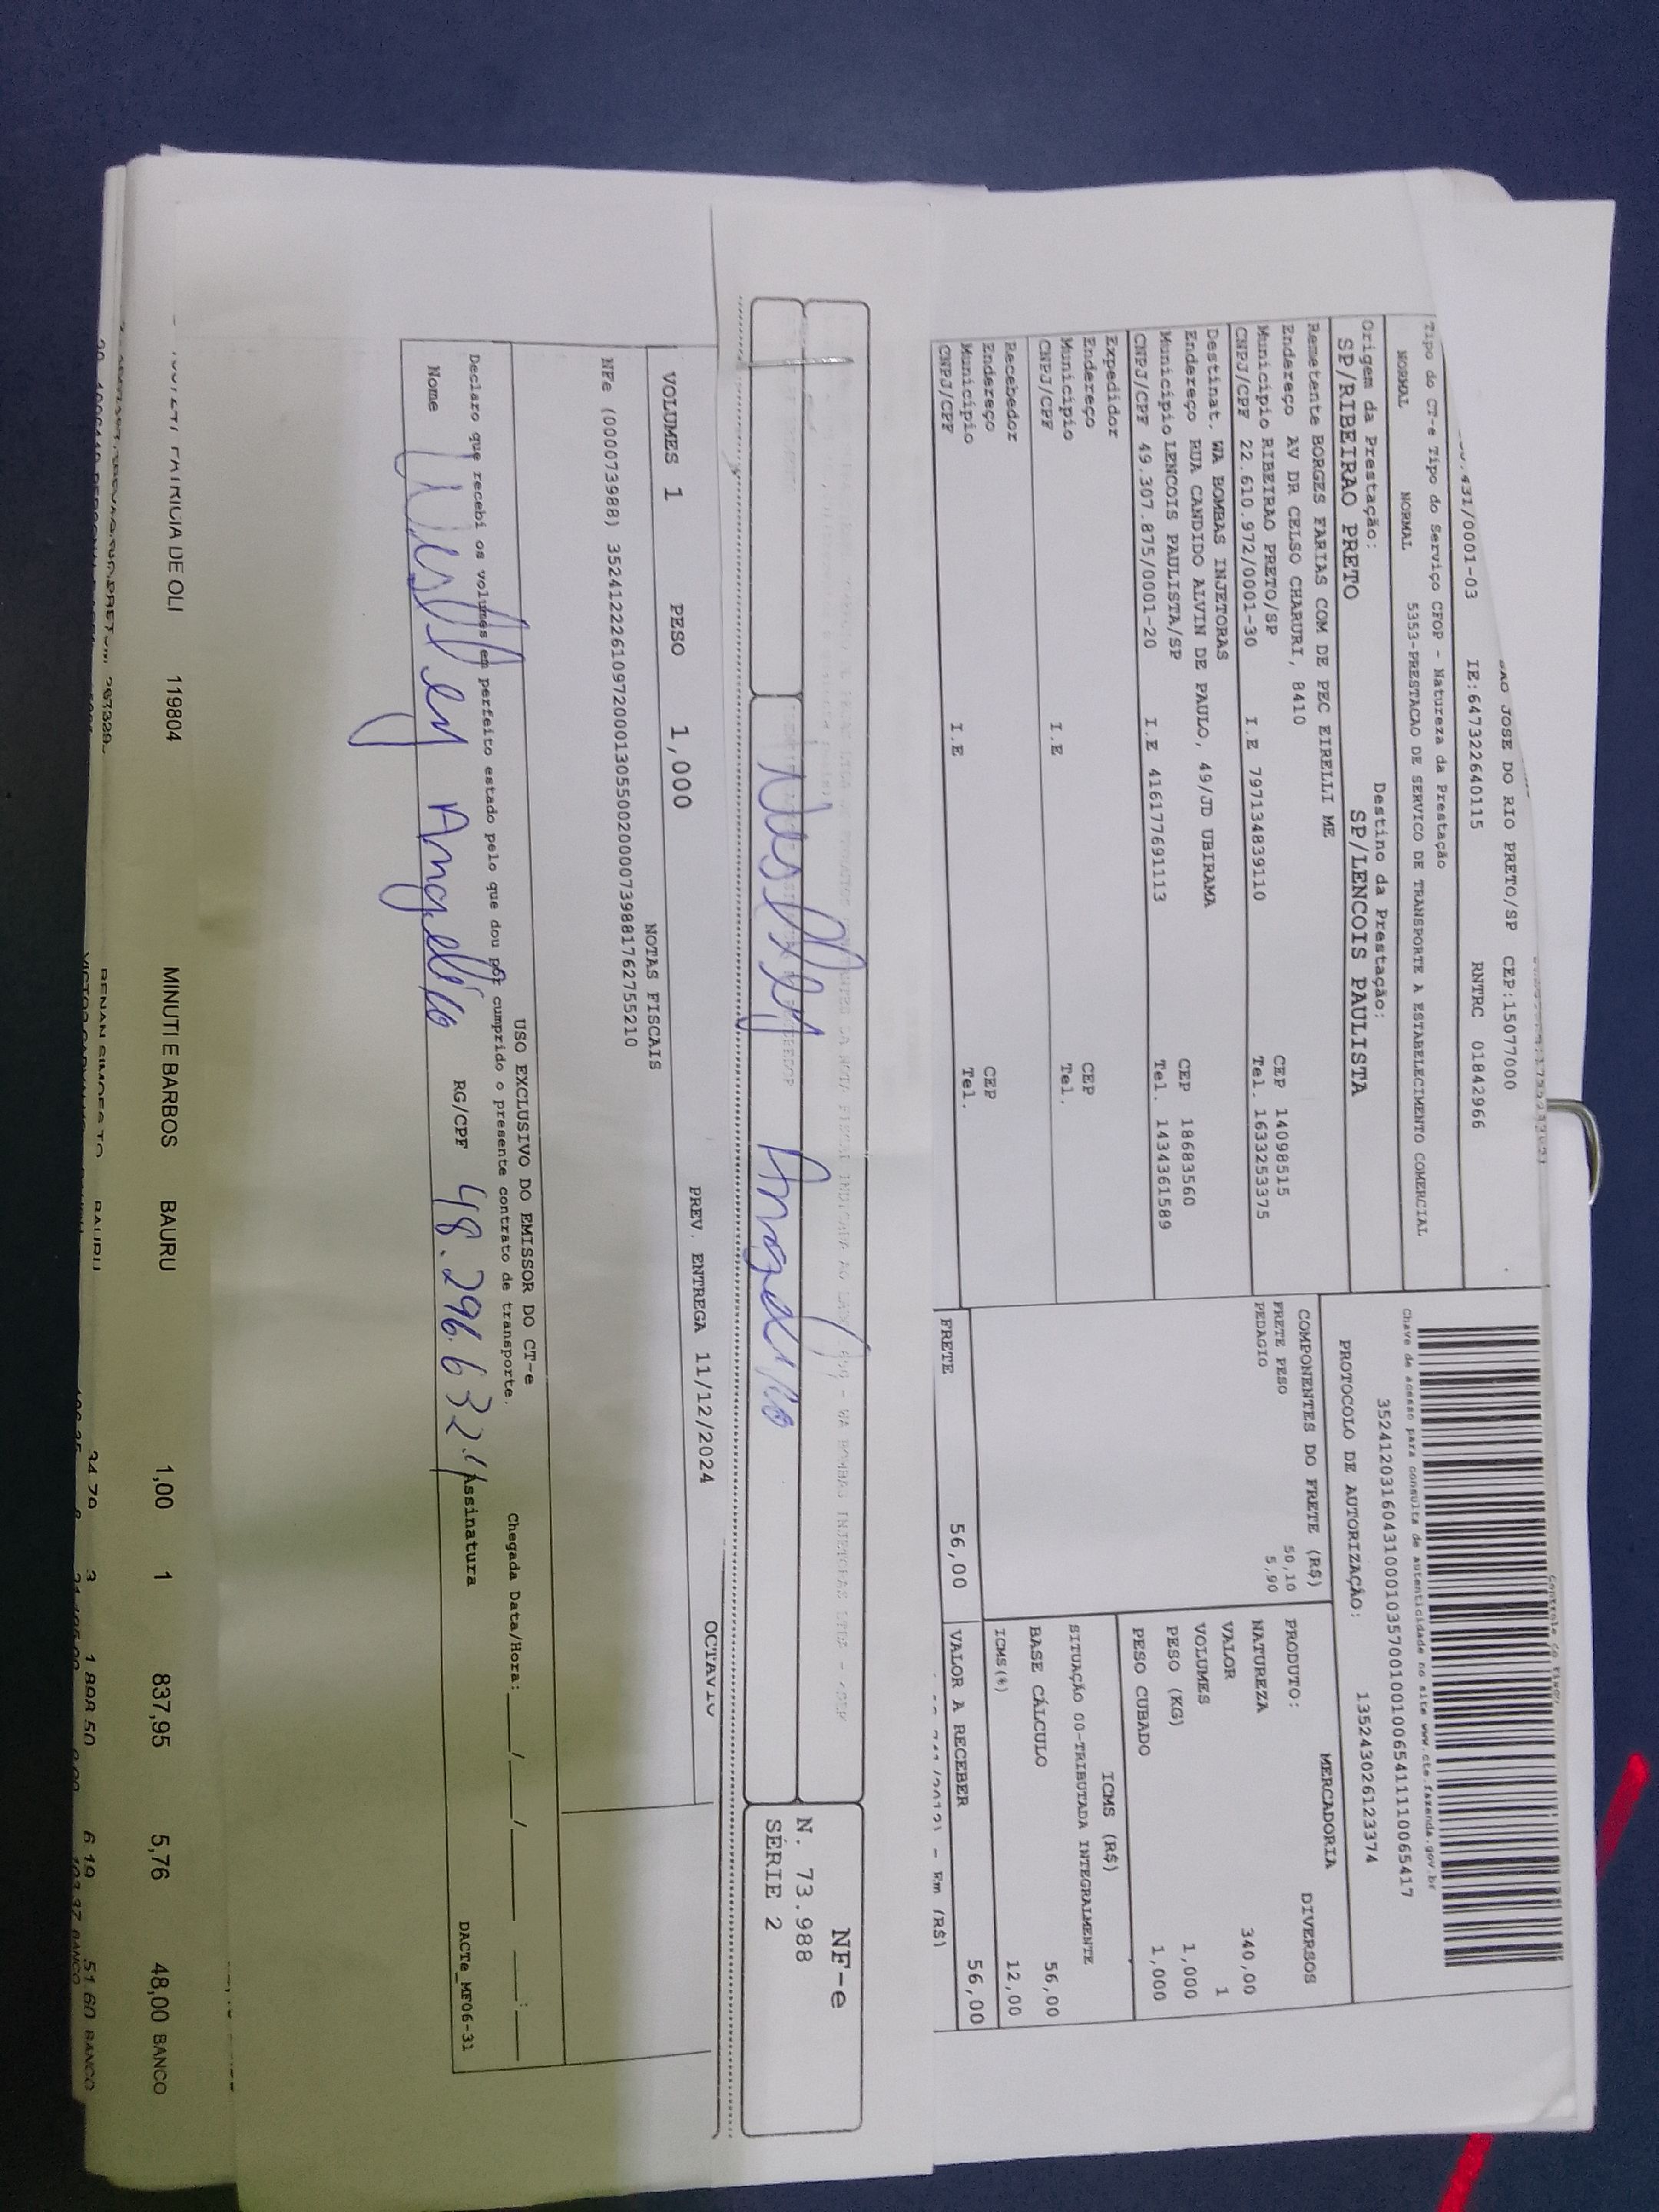 SAO JOSE DO RIO PRETO/SP CEP:15077000
431/0001-03 IE:647322640115 RNTRC 01842966
Tipo do CT-e Tipo do Serviço CFOP - Natureza da Prestação
NORMAL NORMAL 5353-PRESTACAO DE SERVICO DE TRANSPORTE A ESTABELECIMENTO COMERCIAL
Origem da Prestação: Destino da Prestação:
SP/RIBEIRAO PRETO SP/LENCOIS PAULISTA
Remetente BORGES FARIAS COM DE PEC EIRELLI ME
Endereço AV DR CELSO CHARURI, 8410 CEP 14098515
Município RIBEIRAO PRETO/SP Tel. 1633253375
CNPJ/CPF 22.610.972/0001-30 I.E 797134839110
Destinat. WA BOMBAS INJETORAS
Endereço RUA CANDIDO ALVIN DE PAULO, 49/JD UBIRAMA CEP 18683560
Município LENCOIS PAULISTA/SP Tel. 1434361589
CNPJ/CPF 49.307.875/0001-20 I.E 416177691113
Expedidor
Endereço CEP
Município Tel.
CNPJ/CPF I.E
Recebedor
Endereço CEP
Município Tel.
CNPJ/CPF I.E
Controle do Fisco
Chave de acesso para consulta de autenticidade no site www.cte.fazenda.gov.br
35241203160431000103570010010065411110065417
PROTOCOLO DE AUTORIZAÇÃO: 135243026123374
COMPONENTES DO FRETE (R$)
FRETE PESO 50,10
PEDAGIO 5,90
FRETE 56,00
MERCADORIA
PRODUTO: DIVERSOS
NATUREZA
VALOR 340,00
VOLUMES 1
PESO (KG) 1,000
PESO CUBADO 1,000
ICMS (R$)
SITUAÇÃO 00-TRIBUTADA INTEGRALMENTE
BASE CÁLCULO 56,00
ICMS(%) 12,00
VALOR A RECEBER 56,00
Em (R$)
NF-e
N. 73.988
SÉRIE 2
Weslley Angelico
VOLUMES 1 PESO 1,000 PREV. ENTREGA 11/12/2024
NOTAS FISCAIS
NFe (000073988) 35241222610972000130550020000739881762755210
USO EXCLUSIVO DO EMISSOR DO CT-e
Declaro que recebi os volumes em perfeito estado pelo que dou por cumprido o presente contrato de transporte. Chegada Data/Hora: ___/___/___ ___:___
Nome Weslley Angelico RG/CPF Assinatura
DACTe_MF06-31
PATRICIA DE OLI 119804 MINUTI E BARBOS BAURU 1,00 1 837,95 5,76 48,00 BANCO